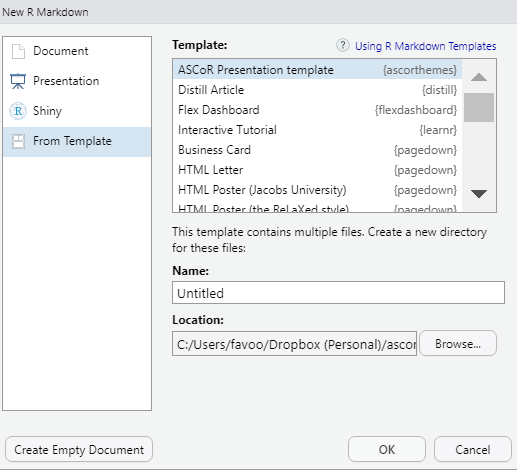 New R Markdown
Document
Presentation
Shiny
From Template
Template:
? Using R Markdown Templates
ASCoR Presentation template {ascorthemes}
Distill Article {distill}
Flex Dashboard {flexdashboard}
Interactive Tutorial {learnr}
Business Card {pagedown}
HTML Letter {pagedown}
HTML Poster (Jacobs University) {pagedown}
HTML Poster (the ReLaXed style) {pagedown}
This template contains multiple files. Create a new directory
for these files:
Name:
Untitled
Location:
C:/Users/favoo/Dropbox (Personal)/ascor
Browse...
Create Empty Document
OK
Cancel